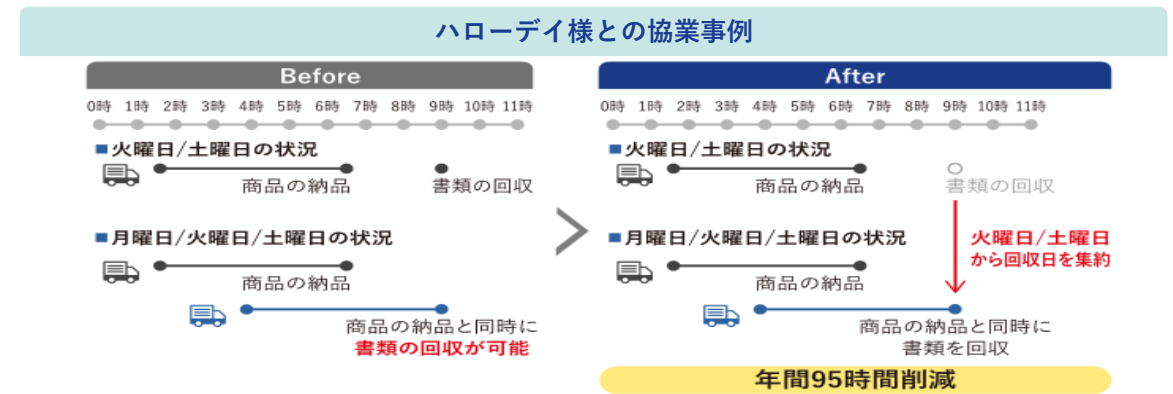 ハローデイ様との協業事例
Before
0時 1時 2時 3時 4時 5時 6時 7時 8時 9時 10時 11時
■火曜日/土曜日の状況
商品の納品
書類の回収
■月曜日/火曜日/土曜日の状況
商品の納品
商品の納品と同時に
書類の回収が可能
After
0時 1時 2時 3時 4時 5時 6時 7時 8時 9時 10時 11時
■火曜日/土曜日の状況
商品の納品
書類の回収
火曜日/土曜日
から回収日を集約
■月曜日/火曜日/土曜日の状況
商品の納品
商品の納品と同時に
書類を回収
年間95時間削減